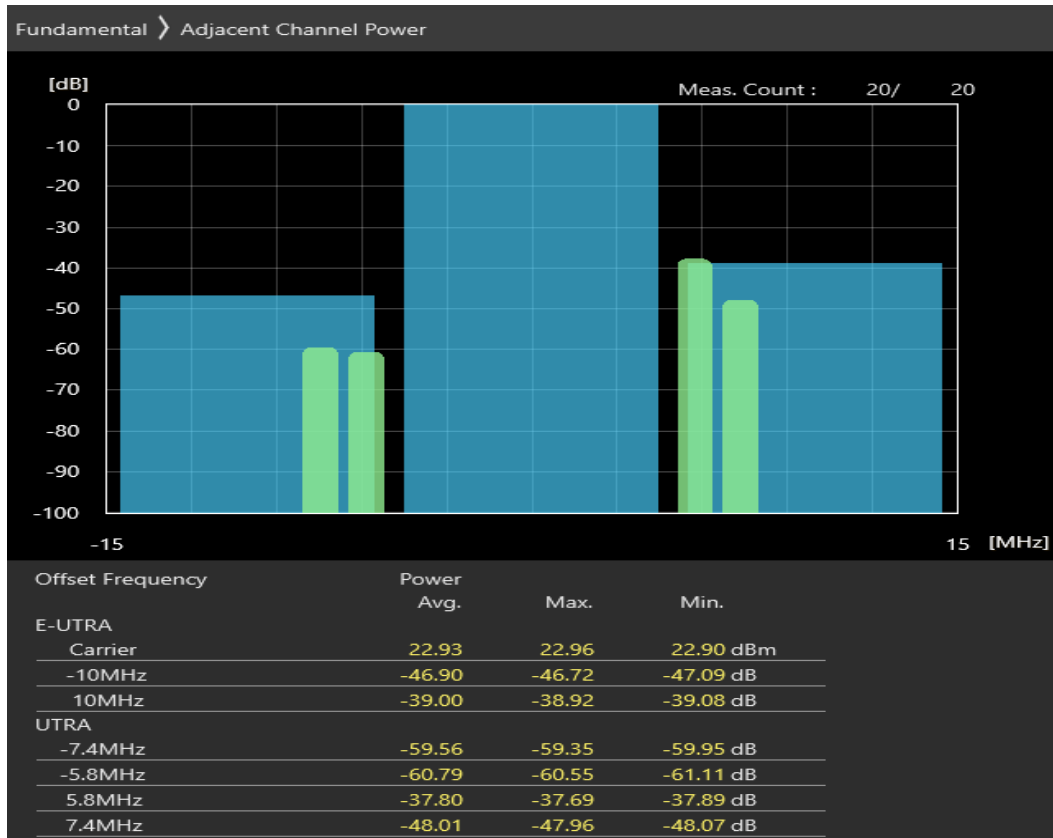 Fundamental 〉 Adjacent Channel Power
[dB]
Meas. Count : 20/ 20
0
-10
-20
-30
-40
-50
-60
-70
-80
-90
-100
-15 15 [MHz]
Offset Frequency Power
Avg. Max. Min.
E-UTRA
Carrier 22.93 22.96 22.90 dBm
-10MHz -46.90 -46.72 -47.09 dB
10MHz -39.00 -38.92 -39.08 dB
UTRA
-7.4MHz -59.56 -59.35 -59.95 dB
-5.8MHz -60.79 -60.55 -61.11 dB
5.8MHz -37.80 -37.69 -37.89 dB
7.4MHz -48.01 -47.96 -48.07 dB